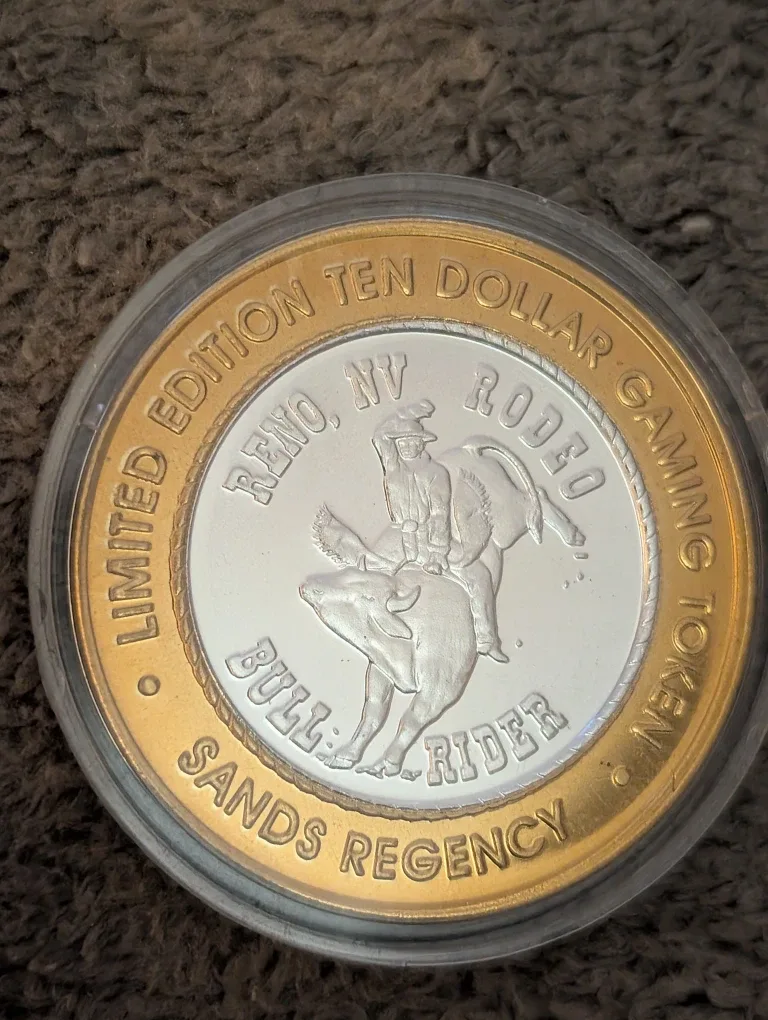 LIMITED EDITION TEN DOLLAR GAMING TOKEN
RENO, NV RODEO
BULL RIDER
• SANDS REGENCY •